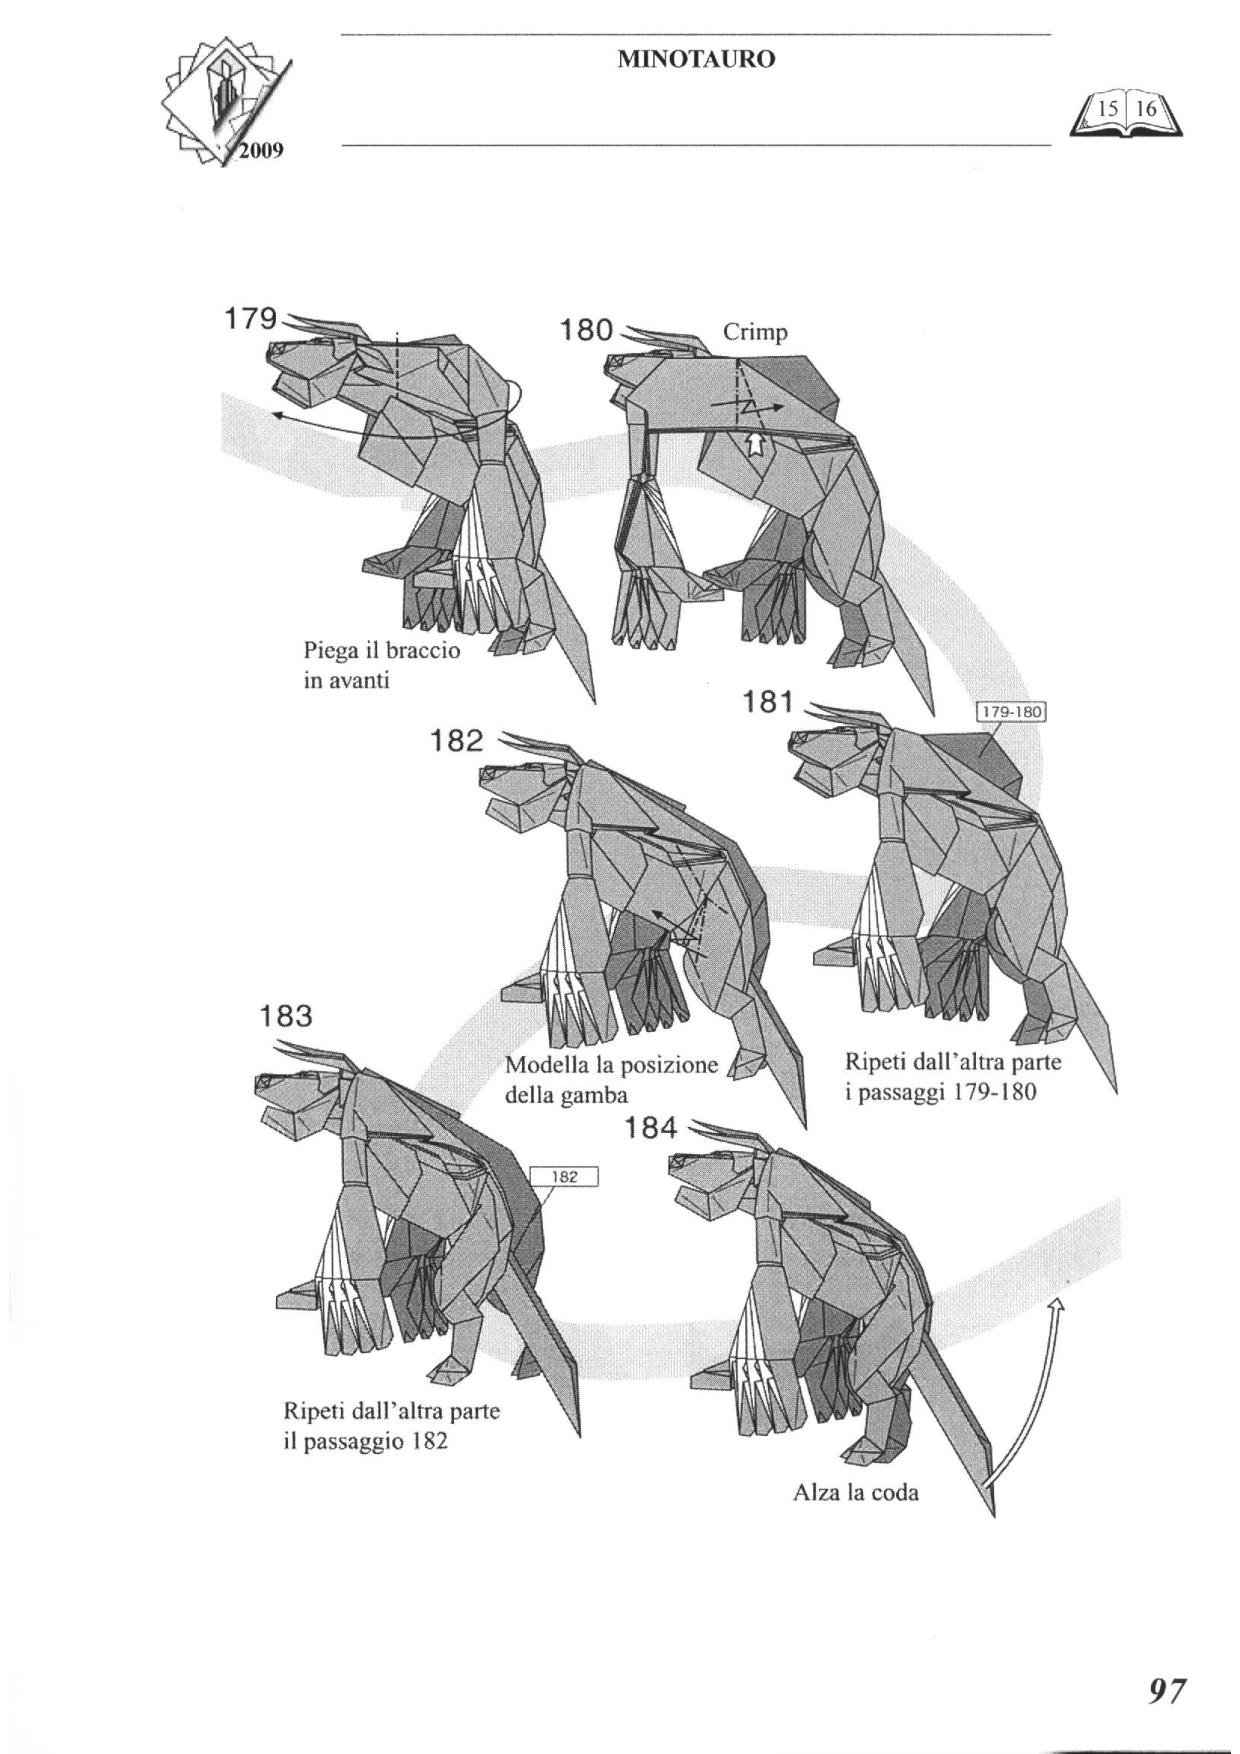 MINOTAURO
15 16
2009
179
180
Crimp
Piega il braccio
in avanti
181
179-180
182
183
Modella la posizione
della gamba
Ripeti dall'altra parte
i passaggi 179-180
184
182
Ripeti dall'altra parte
il passaggio 182
Alza la coda
97